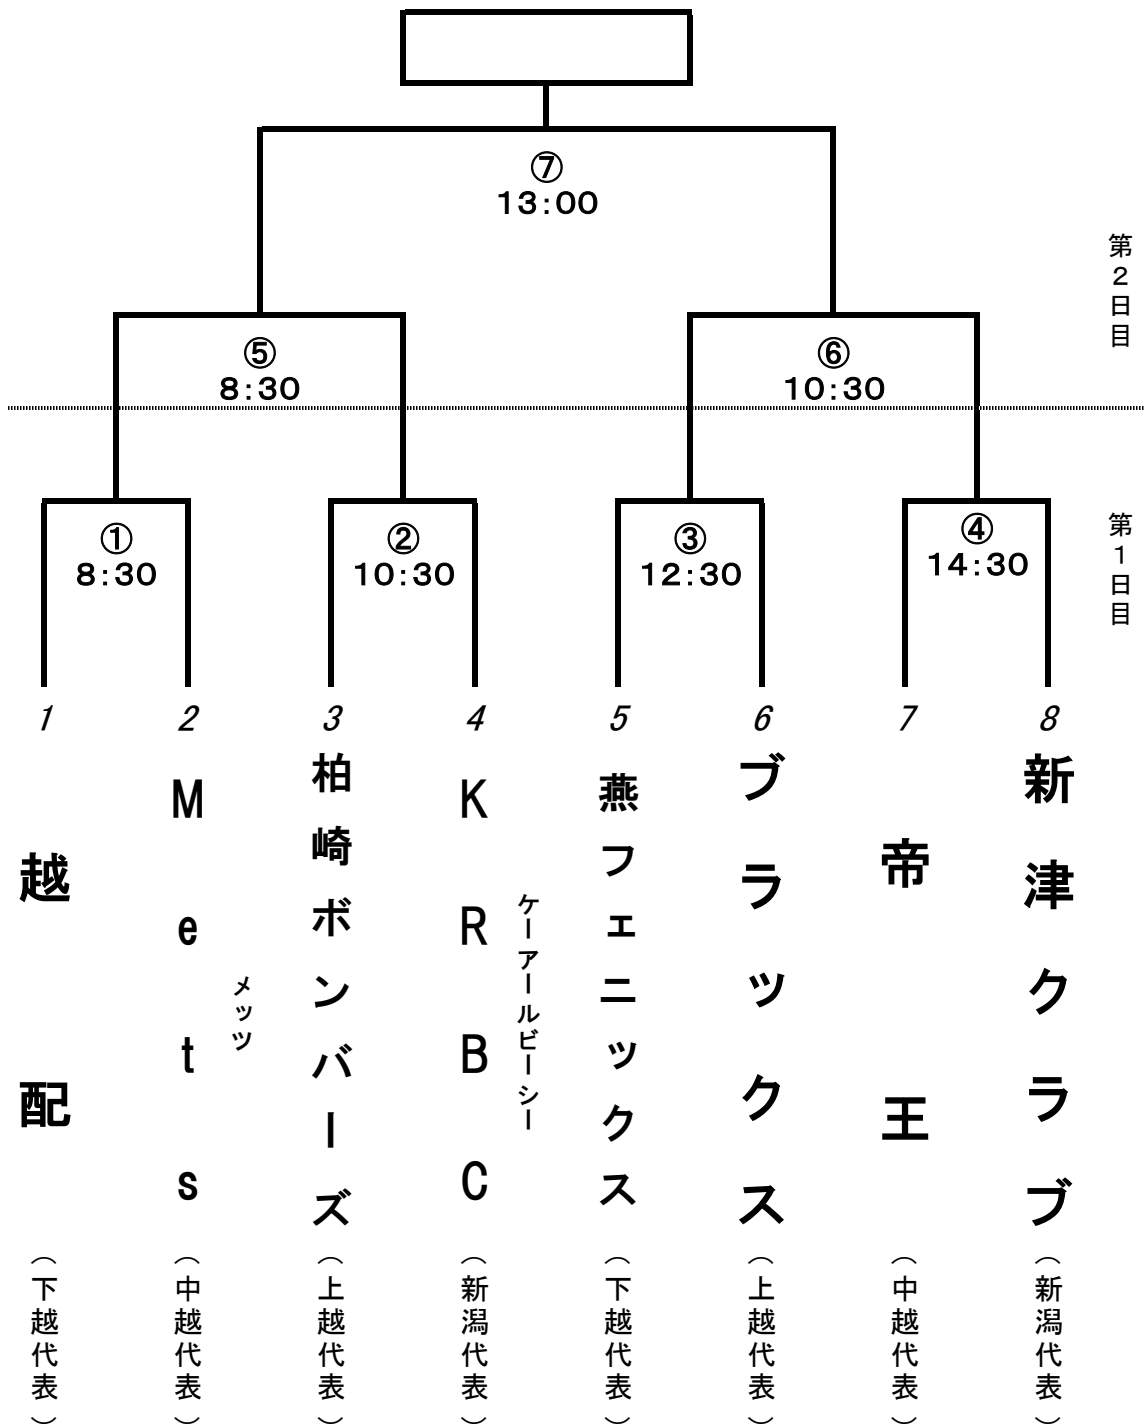 ⑦
13:00
第2日目
⑤
8:30
⑥
10:30
第1日目
①
8:30
②
10:30
③
12:30
④
14:30
1
2
3
4
5
6
7
8
越配
(下越代表)
Mets
メッツ
(中越代表)
柏崎ボンバーズ
(上越代表)
KRBC
ケーアールビーシー
(新潟代表)
燕フェニックス
(下越代表)
ブラックス
(上越代表)
帝王
(中越代表)
新津クラブ
(新潟代表)